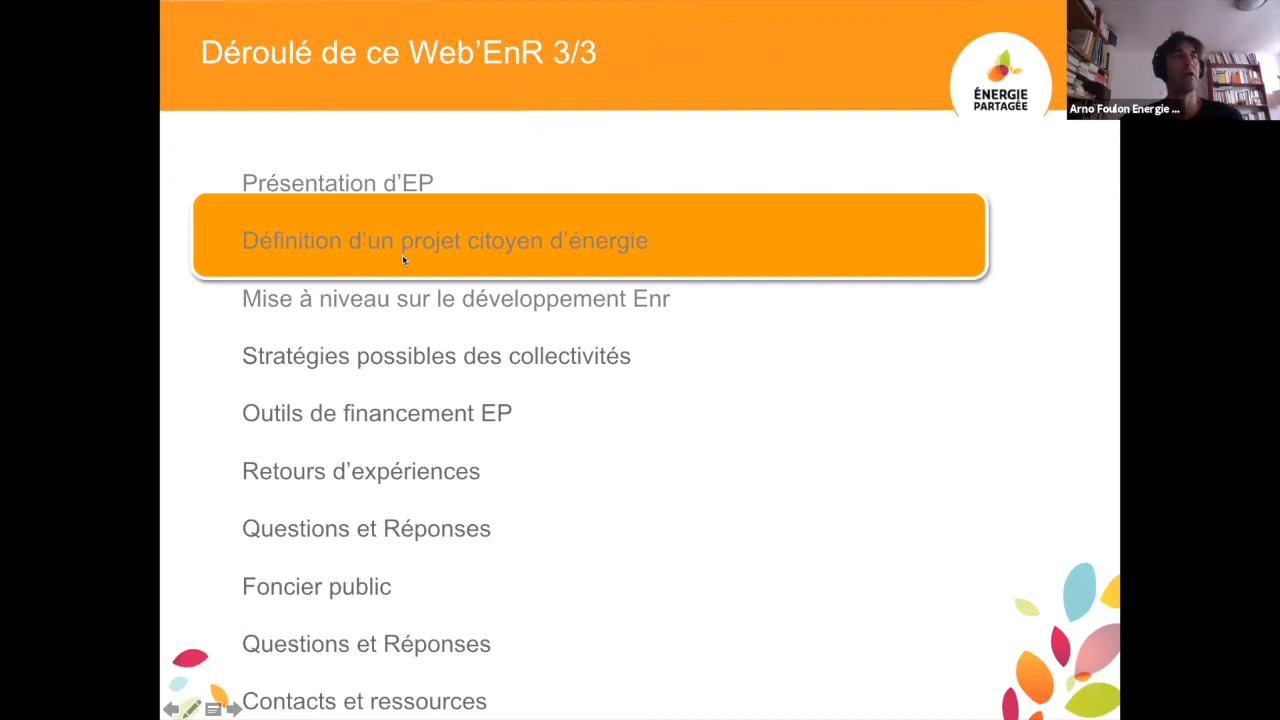 Déroulé de ce Web’EnR 3/3
ÉNERGIE
PARTAGÉE
Arno Foulon Energie ...
Présentation d’EP
Définition d’un projet citoyen d’énergie
Mise à niveau sur le développement Enr
Stratégies possibles des collectivités
Outils de financement EP
Retours d’expériences
Questions et Réponses
Foncier public
Questions et Réponses
Contacts et ressources